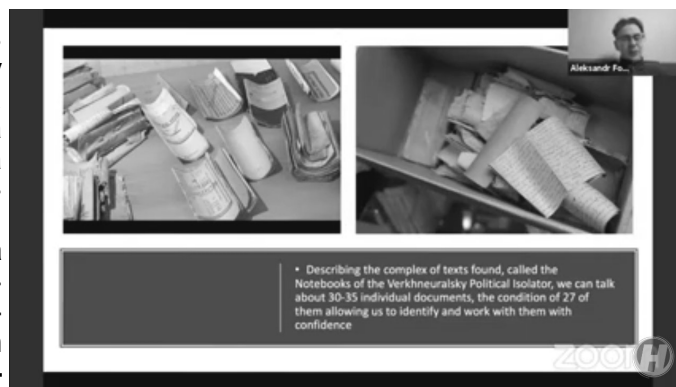 Aleksandr Fo...
• Describing the complex of texts found, called the
Notebooks of the Verkhneuralsky Political Isolator, we can talk
about 30-35 individual documents, the condition of 27 of
them allowing us to identify and work with them with
confidence
ZOOM
H